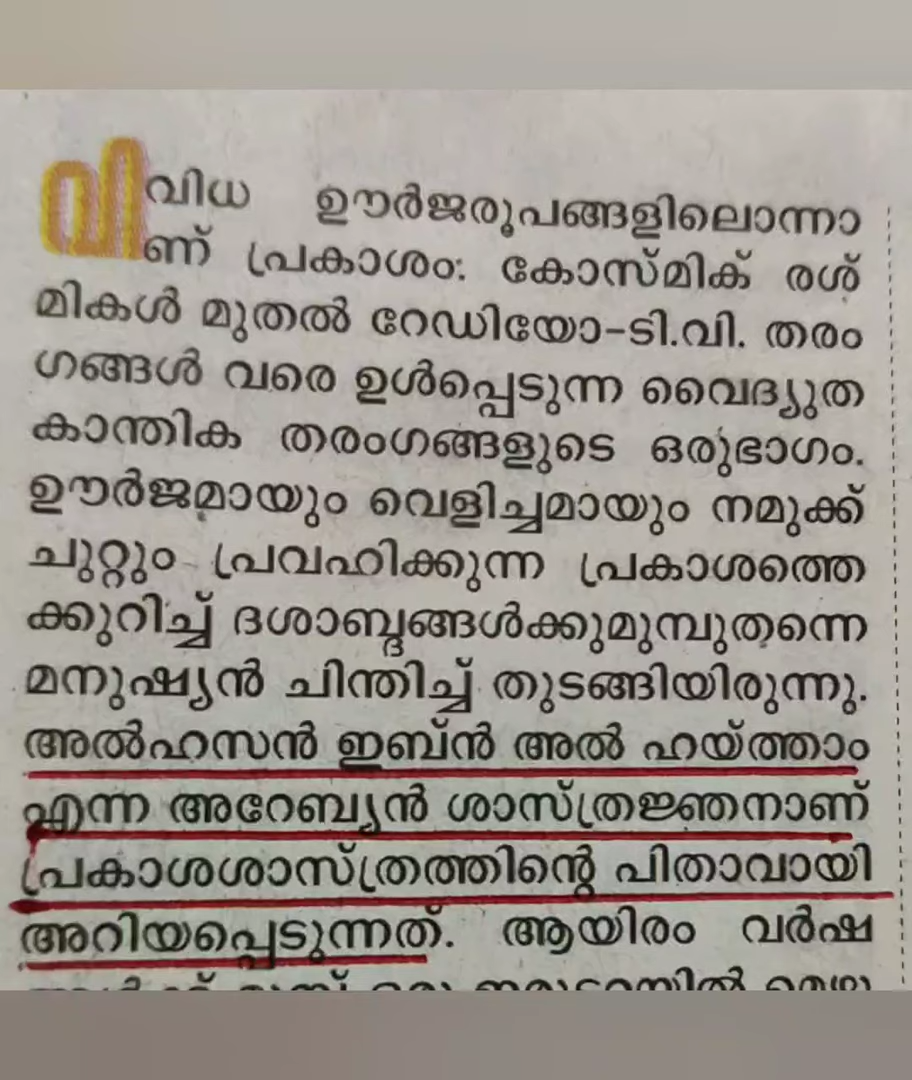 വിവിധ ഊർജരൂപങ്ങളിലൊന്നാ
ണ് പ്രകാശം: കോസ്മിക് രശ്
മികൾ മുതൽ റേഡിയോ-ടി.വി. തരം
ഗങ്ങൾ വരെ ഉൾപ്പെടുന്ന വൈദ്യുത
കാന്തിക തരംഗങ്ങളുടെ ഒരുഭാഗം.
ഊർജമായും വെളിച്ചമായും നമുക്ക്
ചുറ്റും പ്രവഹിക്കുന്ന പ്രകാശത്തെ
ക്കുറിച്ച് ദശാബ്ദങ്ങൾക്കുമുമ്പുതന്നെ
മനുഷ്യൻ ചിന്തിച്ച് തുടങ്ങിയിരുന്നു.
അൽഹസൻ ഇബ്ൻ അൽ ഹയ്ത്താം
എന്ന അറേബ്യൻ ശാസ്ത്രജ്ഞനാണ്
പ്രകാശശാസ്ത്രത്തിന്റെ പിതാവായി
അറിയപ്പെടുന്നത്. ആയിരം വർഷ